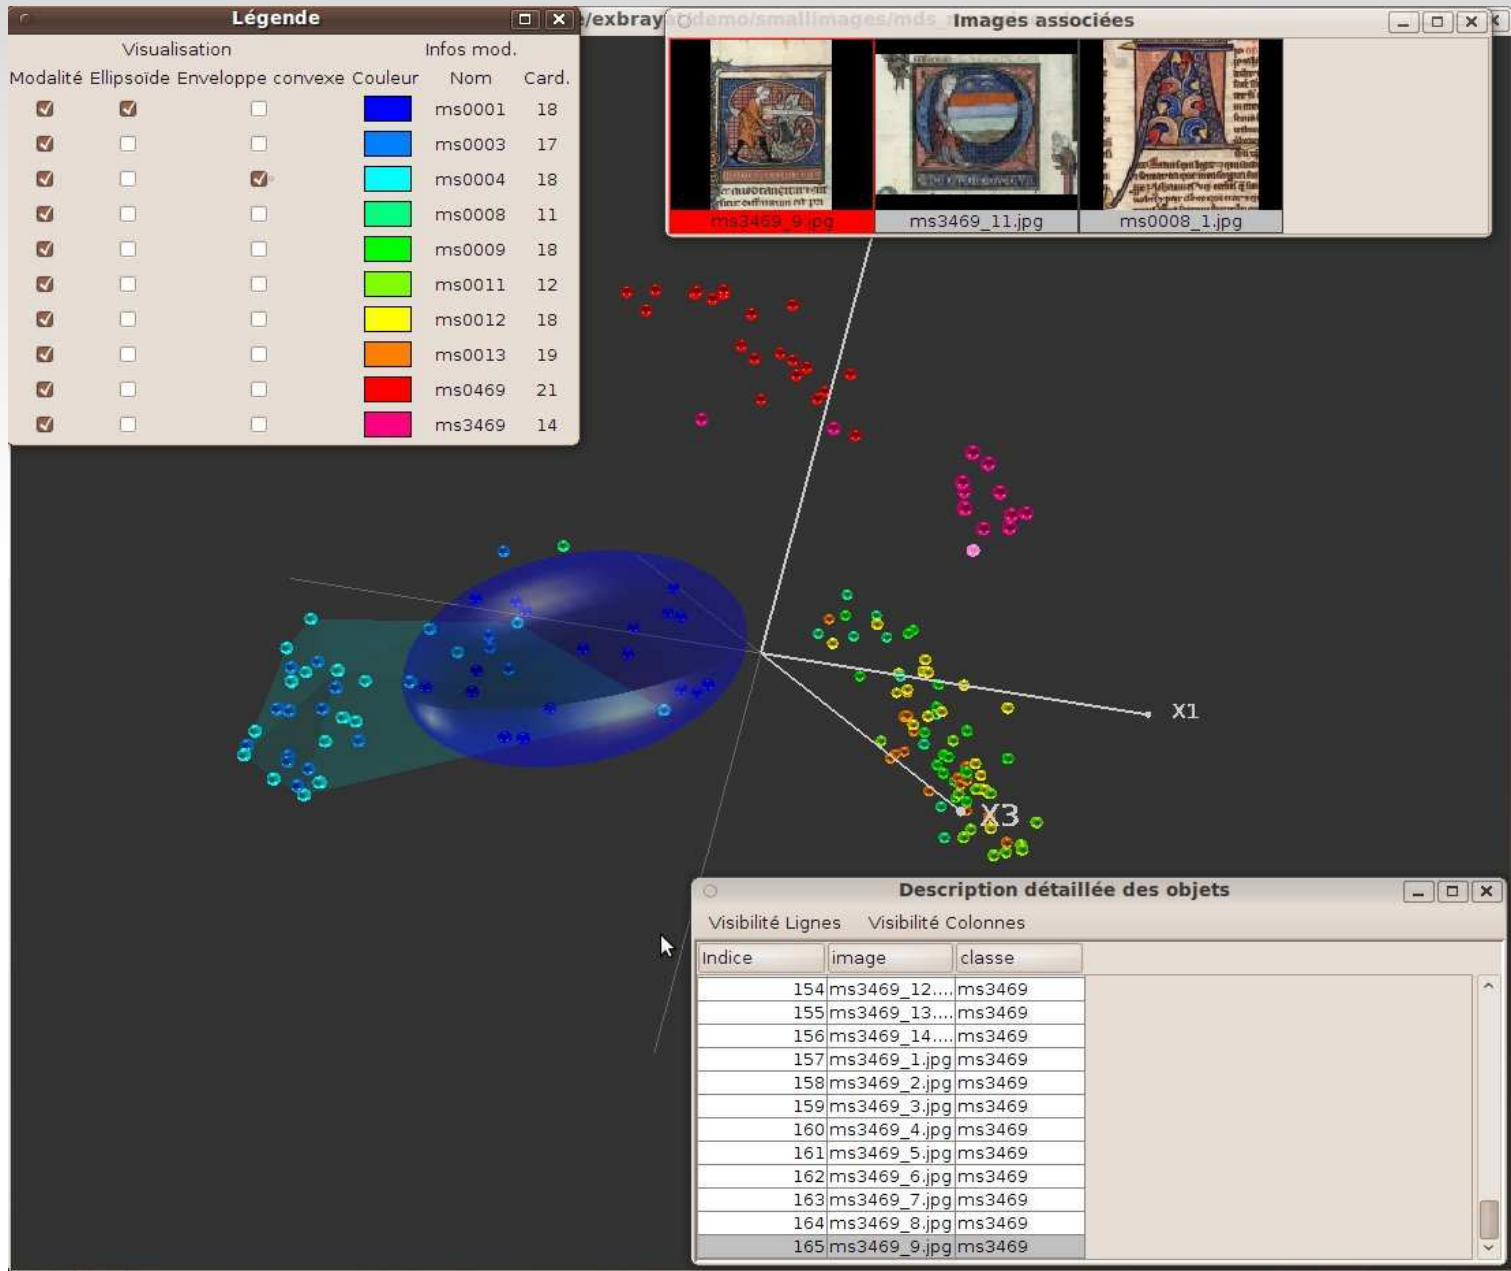 Légende
Visualisation Infos mod.
Modalité Ellipsoïde Enveloppe convexe Couleur Nom Card.
ms0001 18
ms0003 17
ms0004 18
ms0008 11
ms0009 18
ms0011 12
ms0012 18
ms0013 19
ms0469 21
ms3469 14
/exbray demo/smallimages/mds_
Images associées
ms3469_9.jpg ms3469_11.jpg ms0008_1.jpg
X1
X3
Description détaillée des objets
Visibilité Lignes Visibilité Colonnes
Indice image classe
154 ms3469_12.... ms3469
155 ms3469_13.... ms3469
156 ms3469_14.... ms3469
157 ms3469_1.jpg ms3469
158 ms3469_2.jpg ms3469
159 ms3469_3.jpg ms3469
160 ms3469_4.jpg ms3469
161 ms3469_5.jpg ms3469
162 ms3469_6.jpg ms3469
163 ms3469_7.jpg ms3469
164 ms3469_8.jpg ms3469
165 ms3469_9.jpg ms3469